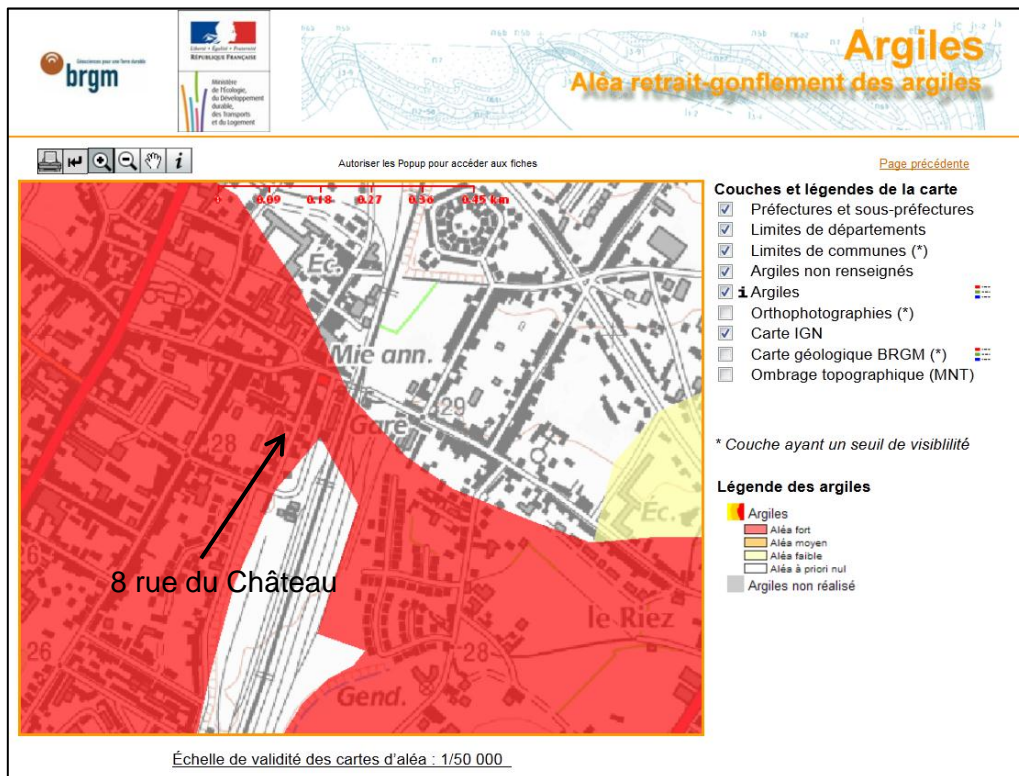 Géosciences pour une Terre durable
brgm
Liberté • Égalité • Fraternité
RÉPUBLIQUE FRANÇAISE
Ministère
de l'Écologie,
du Développement
durable,
des Transports
et du Logement
Argiles
Aléa retrait-gonflement des argiles
Autoriser les Popup pour accéder aux fiches
Page précédente
0.09 0.18 0.27 0.36 0.45 km
Éc.
Mie ann.
29
Gare
28
Éc.
8 rue du Château
26
le Riez
26
28
Gend.
Couches et légendes de la carte
Préfectures et sous-préfectures
Limites de départements
Limites de communes (*)
Argiles non renseignés
i Argiles
Orthophotographies (*)
Carte IGN
Carte géologique BRGM (*)
Ombrage topographique (MNT)
* Couche ayant un seuil de visiblilité
Légende des argiles
Argiles
Aléa fort
Aléa moyen
Aléa faible
Aléa à priori nul
Argiles non réalisé
Échelle de validité des cartes d'aléa : 1/50 000